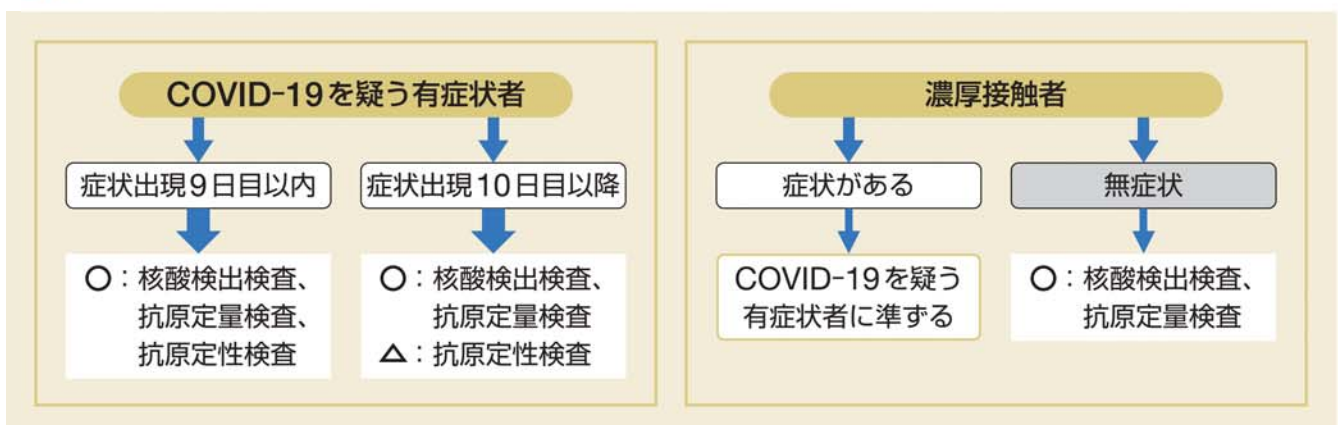 COVID-19を疑う有症状者
症状出現9日目以内
○：核酸検出検査、
抗原定量検査、
抗原定性検査
症状出現10日目以降
○：核酸検出検査、
抗原定量検査
△：抗原定性検査
濃厚接触者
症状がある
COVID-19を疑う
有症状者に準ずる
無症状
○：核酸検出検査、
抗原定量検査